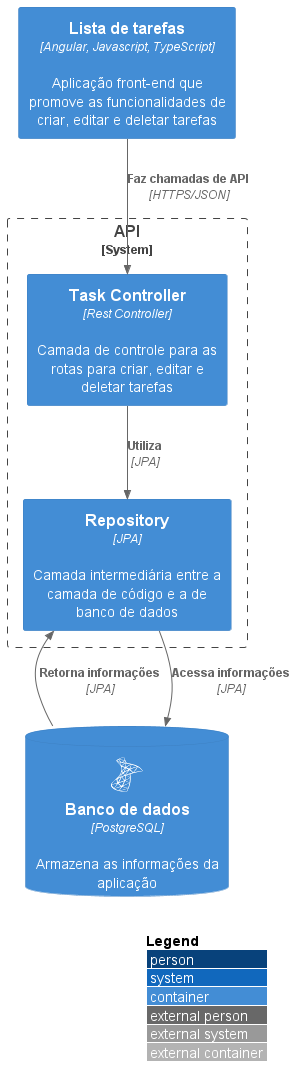 Lista de tarefas
[Angular, Javascript, TypeScript]
Aplicação front-end que
promove as funcionalidades de
criar, editar e deletar tarefas
Faz chamadas de API
[HTTPS/JSON]
API
[System]
Task Controller
[Rest Controller]
Camada de controle para as
rotas para criar, editar e
deletar tarefas
Utiliza
[JPA]
Repository
[JPA]
Camada intermediária entre a
camada de código e a de
banco de dados
Retorna informações
[JPA]
Acessa informações
[JPA]
Banco de dados
[PostgreSQL]
Armazena as informações da
aplicação
Legend
person
system
container
external person
external system
external container